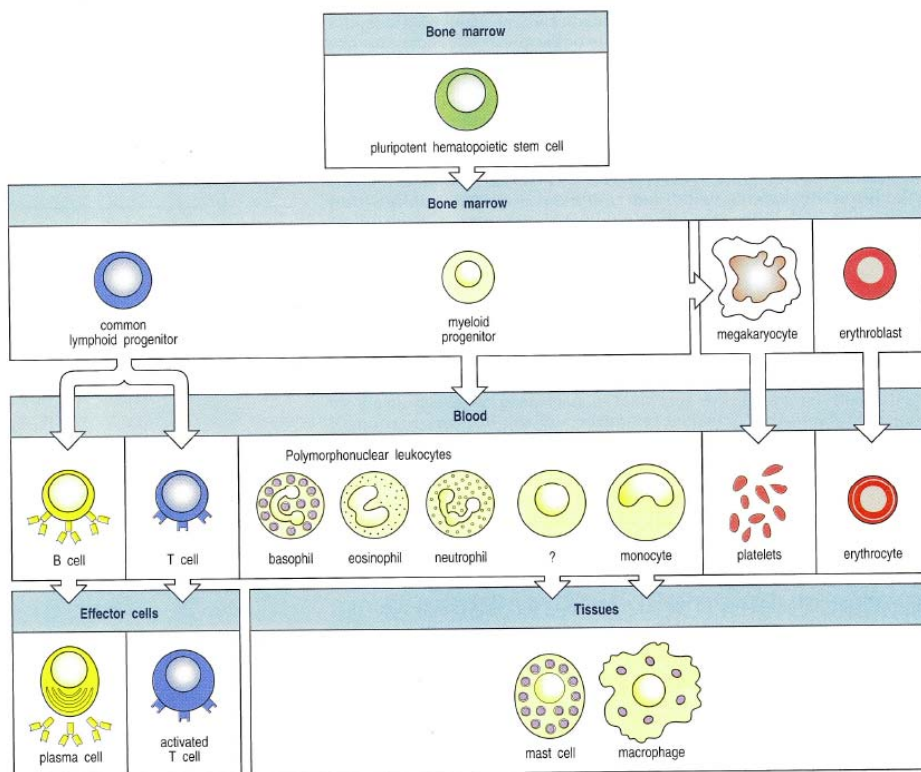 Bone marrow
pluripotent hematopoietic stem cell
Bone marrow
common
lymphoid progenitor
myeloid
progenitor
megakaryocyte
erythroblast
Blood
Polymorphonuclear leukocytes
B cell
T cell
basophil
eosinophil
neutrophil
?
monocyte
platelets
erythrocyte
Effector cells
Tissues
plasma cell
activated
T cell
mast cell
macrophage